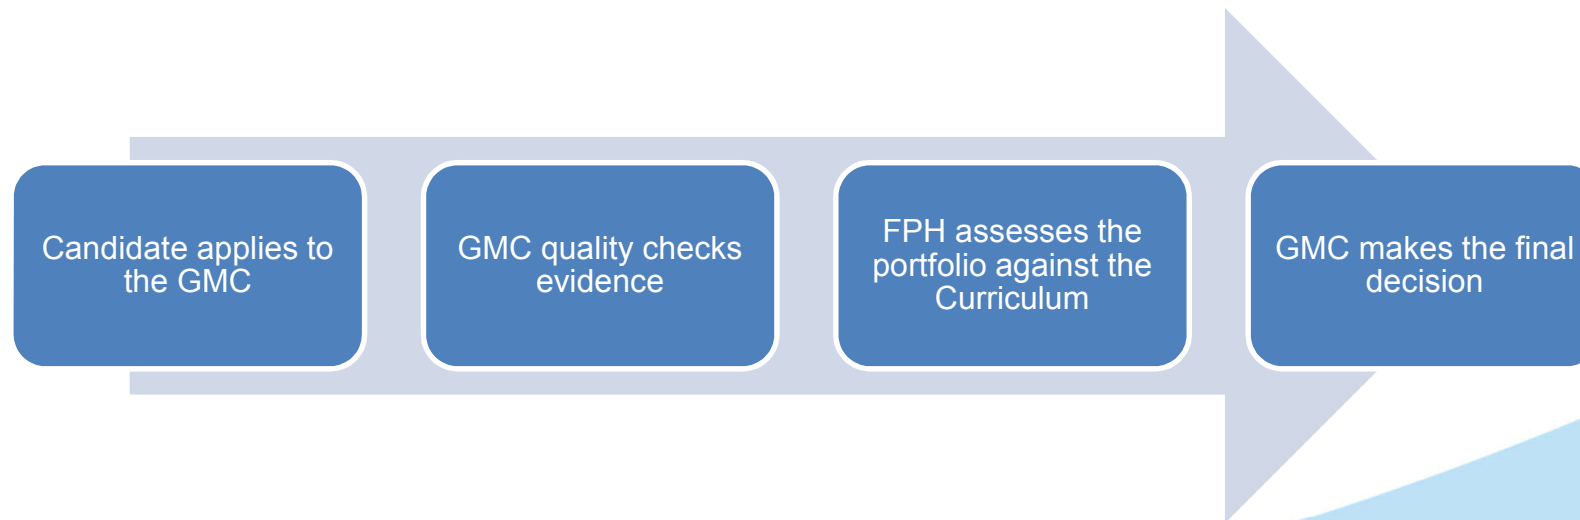 Candidate applies to
the GMC
GMC quality checks
evidence
FPH assesses the
portfolio against the
Curriculum
GMC makes the final
decision